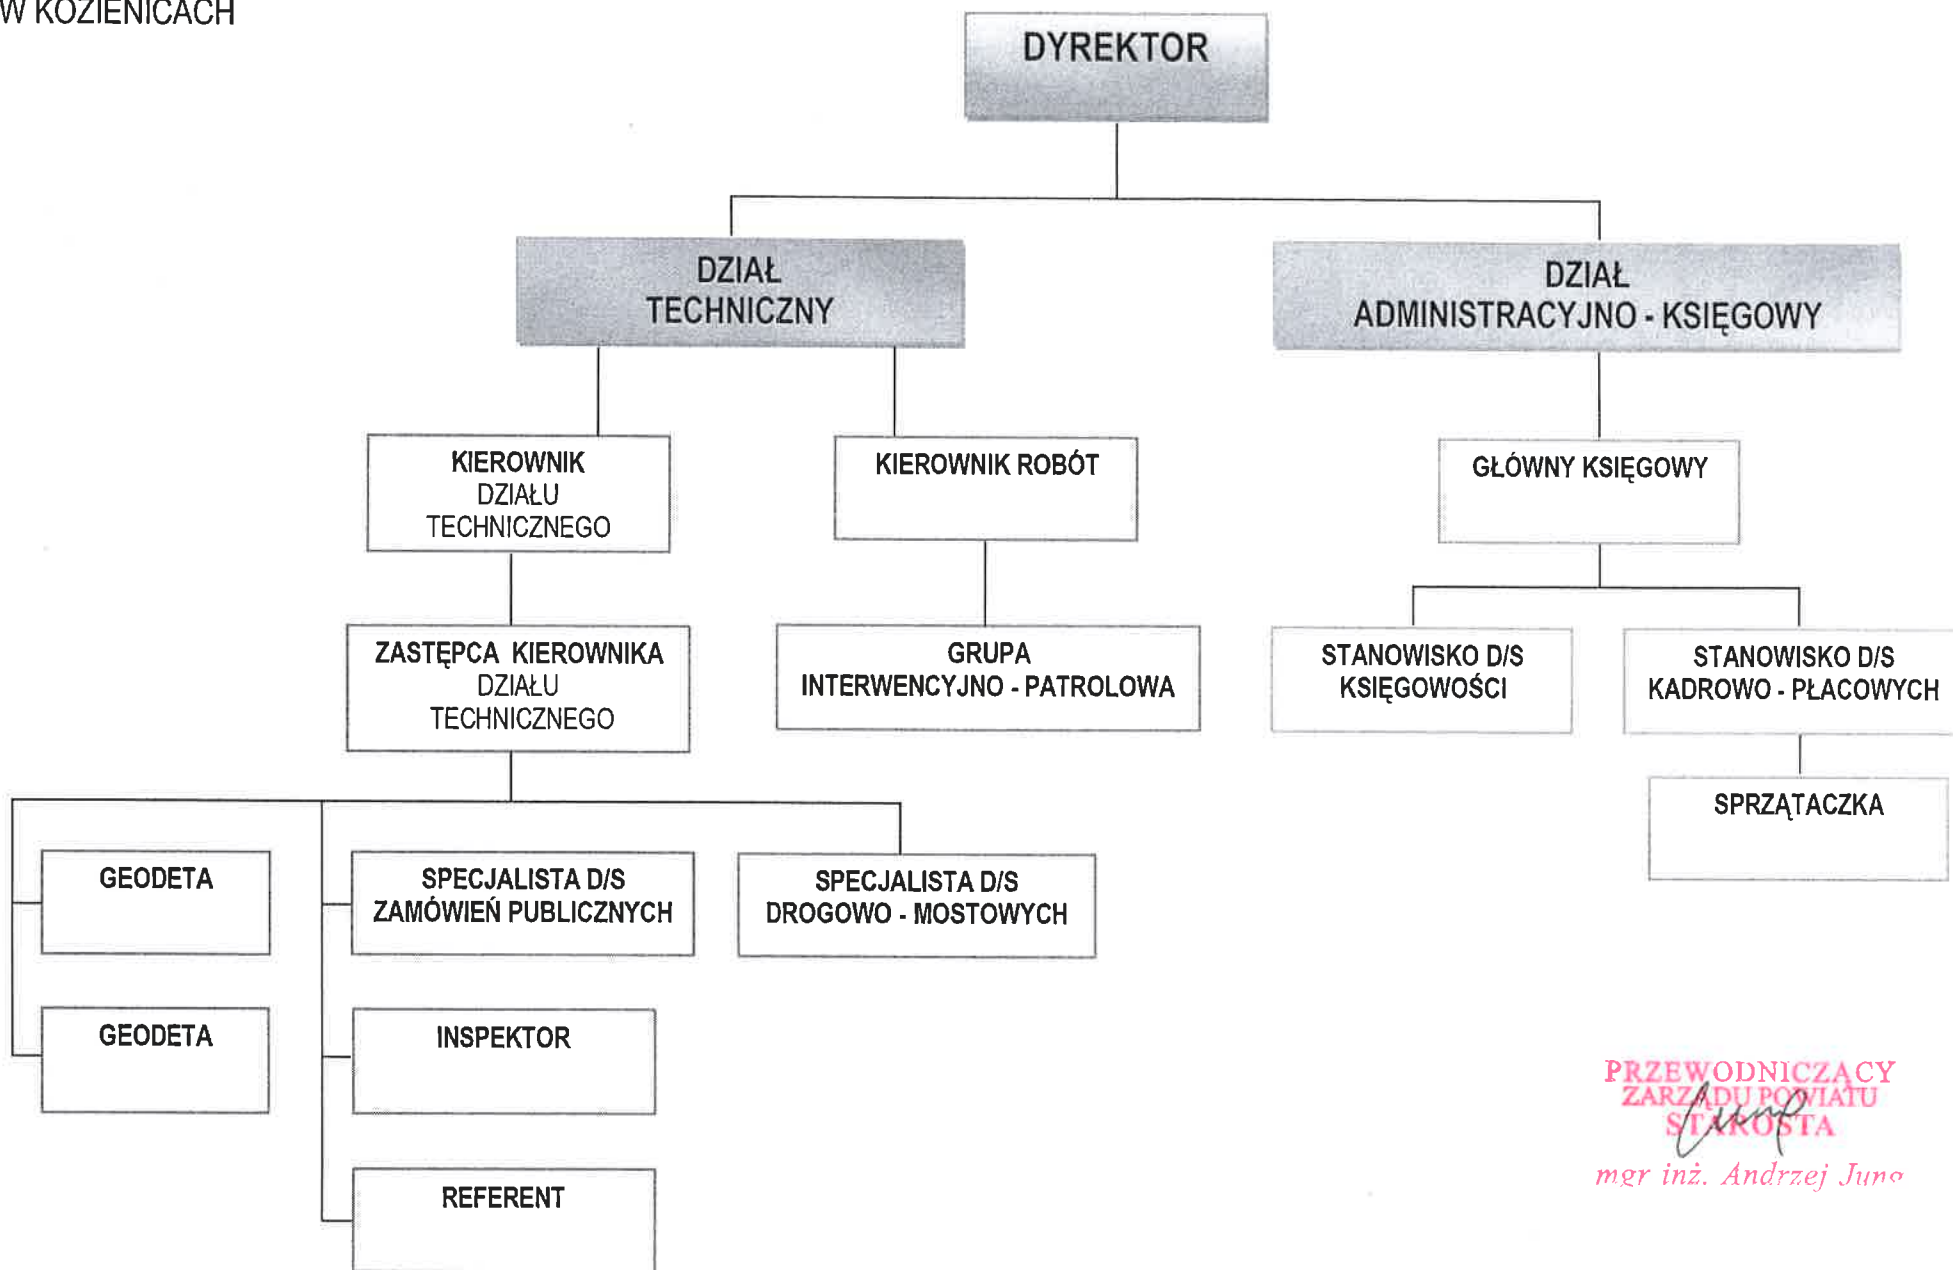 W KOZIENICACH
DYREKTOR
DZIAŁ
TECHNICZNY
DZIAŁ
ADMINISTRACYJNO - KSIĘGOWY
KIEROWNIK
DZIAŁU
TECHNICZNEGO
KIEROWNIK ROBÓT
GŁÓWNY KSIĘGOWY
ZASTĘPCA KIEROWNIKA
DZIAŁU
TECHNICZNEGO
GRUPA
INTERWENCYJNO - PATROLOWA
STANOWISKO D/S
KSIĘGOWOŚCI
STANOWISKO D/S
KADROWO - PŁACOWYCH
SPRZĄTACZKA
GEODETA
SPECJALISTA D/S
ZAMÓWIEŃ PUBLICZNYCH
SPECJALISTA D/S
DROGOWO - MOSTOWYCH
GEODETA
INSPEKTOR
REFERENT
PRZEWODNICZĄCY
ZARZĄDU POWIATU
STAROSTA
mgr inż. Andrzej Jung